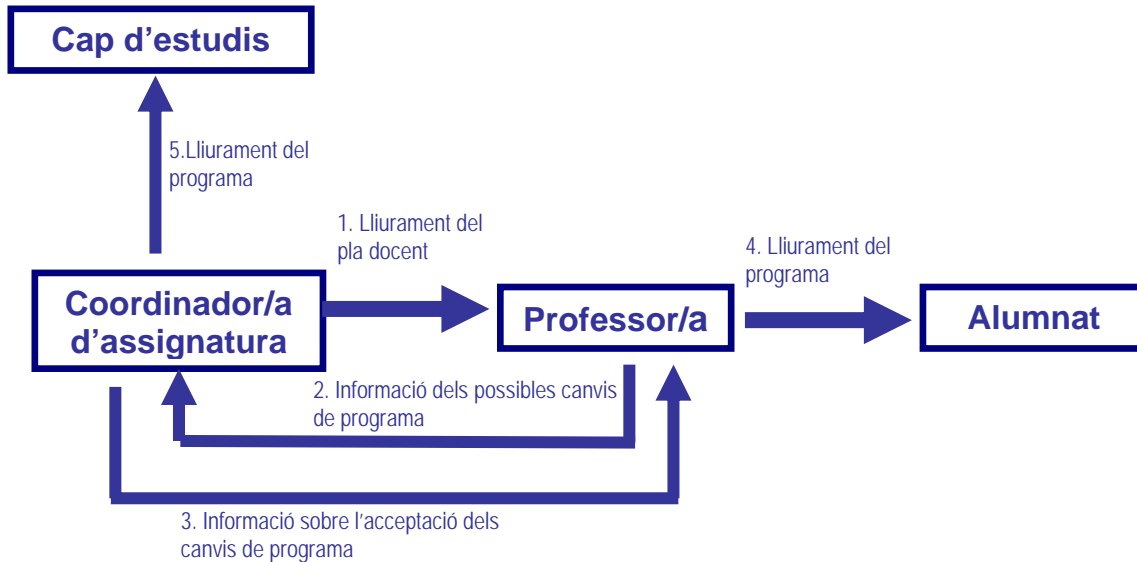 Cap d’estudis
5.Lliurament del
programa
1. Lliurament del
pla docent
4. Lliurament del
programa
Coordinador/a
d’assignatura
Professor/a
Alumnat
2. Informació dels possibles canvis
de programa
3. Informació sobre l’acceptació dels
canvis de programa